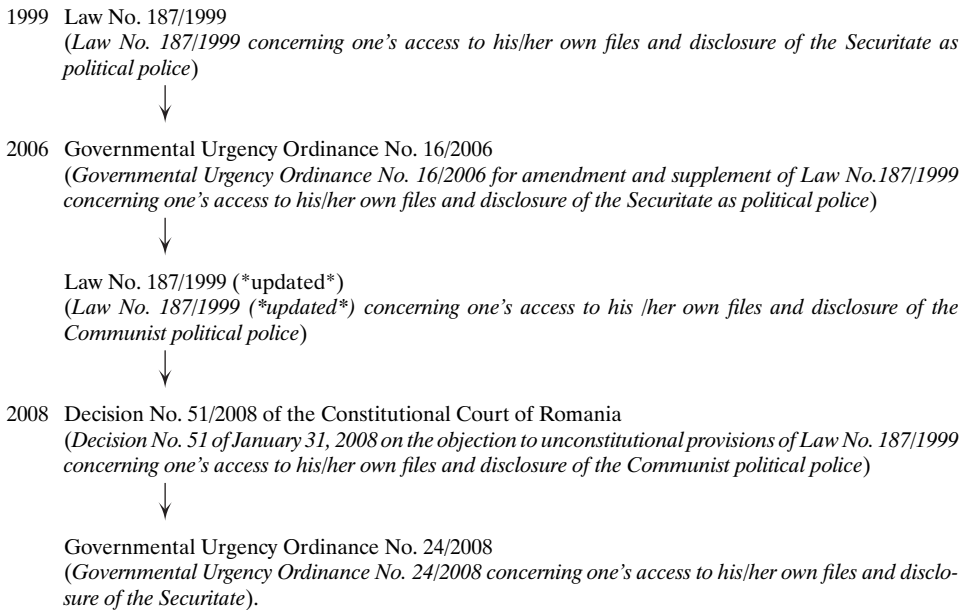 1999 Law No. 187/1999
(Law No. 187/1999 concerning one's access to his/her own files and disclosure of the Securitate as
political police)
2006 Governmental Urgency Ordinance No. 16/2006
(Governmental Urgency Ordinance No. 16/2006 for amendment and supplement of Law No.187/1999
concerning one's access to his/her own files and disclosure of the Securitate as political police)
Law No. 187/1999 (*updated*)
(Law No. 187/1999 (*updated*) concerning one's access to his /her own files and disclosure of the
Communist political police)
2008 Decision No. 51/2008 of the Constitutional Court of Romania
(Decision No. 51 of January 31, 2008 on the objection to unconstitutional provisions of Law No. 187/1999
concerning one's access to his/her own files and disclosure of the Communist political police)
Governmental Urgency Ordinance No. 24/2008
(Governmental Urgency Ordinance No. 24/2008 concerning one's access to his/her own files and disclo-
sure of the Securitate).